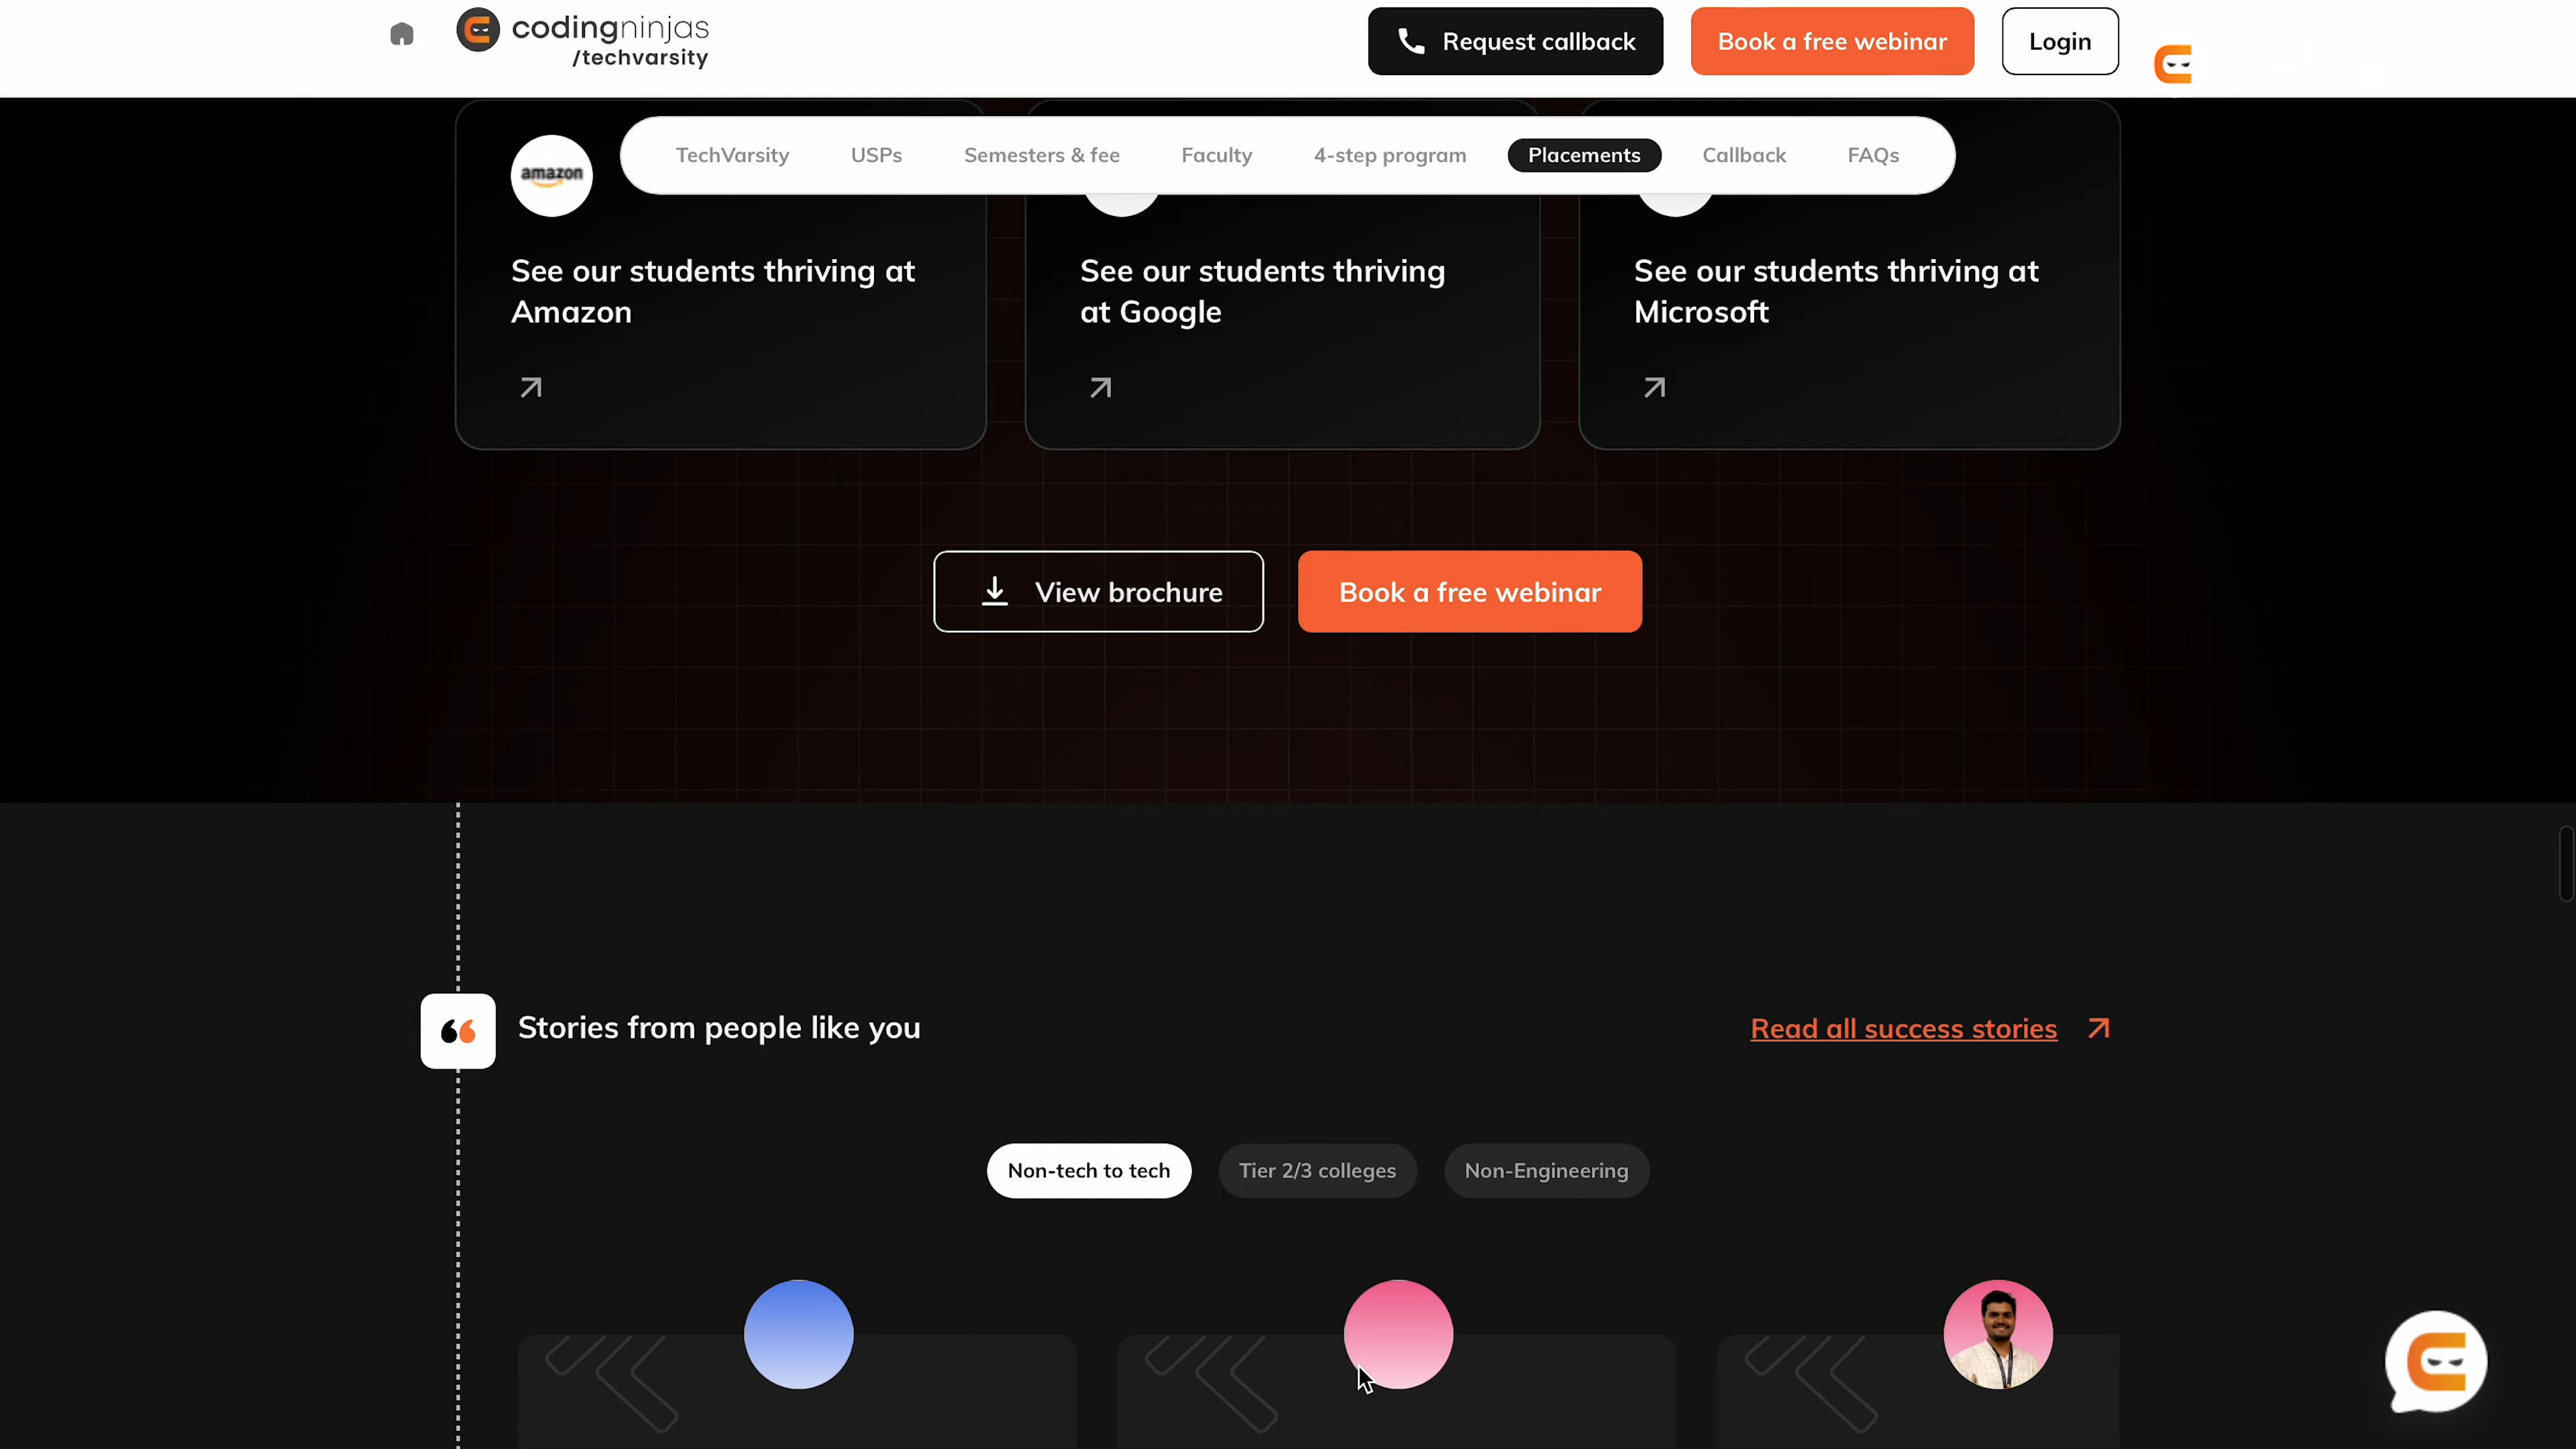 codingninjas
/techvarsity
Request callback
Book a free webinar
Login
amazon
TechVarsity
USPs
Semesters & fee
Faculty
4-step program
Placements
Callback
FAQs
See our students thriving at
Amazon
See our students thriving
at Google
See our students thriving at
Microsoft
View brochure
Book a free webinar
Stories from people like you
Read all success stories
Non-tech to tech
Tier 2/3 colleges
Non-Engineering